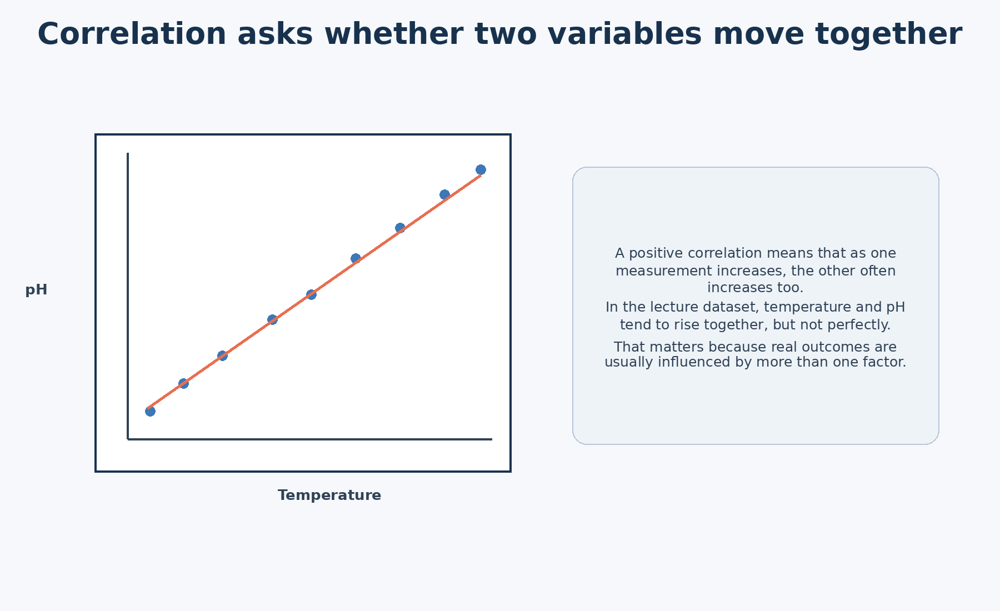 Correlation asks whether two variables move together
pH
Temperature
A positive correlation means that as one
measurement increases, the other often
increases too.
In the lecture dataset, temperature and pH
tend to rise together, but not perfectly.
That matters because real outcomes are
usually influenced by more than one factor.